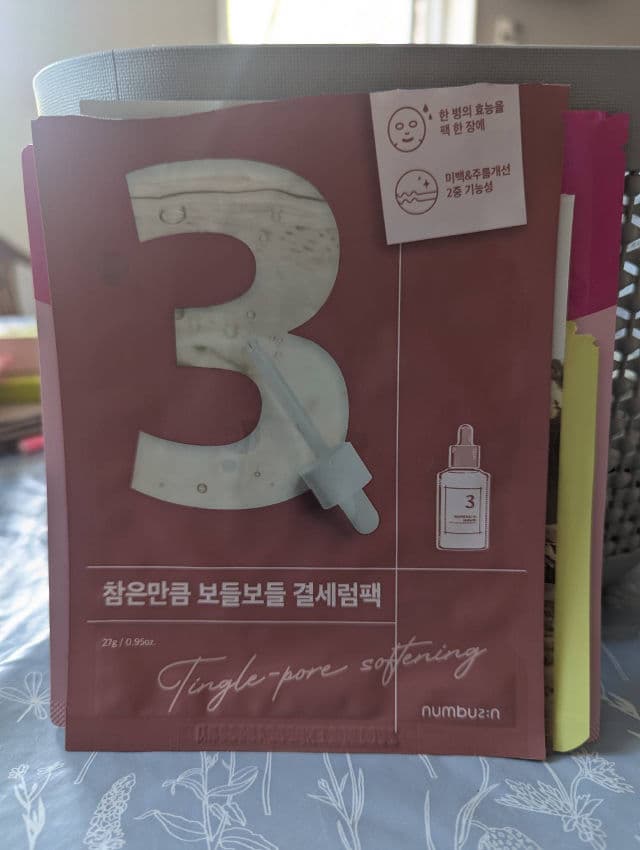 한 병의 효능을
팩 한 장에
미백&주름개선
2중 기능성
3
3
참은만큼 보들보들 결세럼팩
27g / 0.95oz.
Tingle-pore softening
numbuz:n